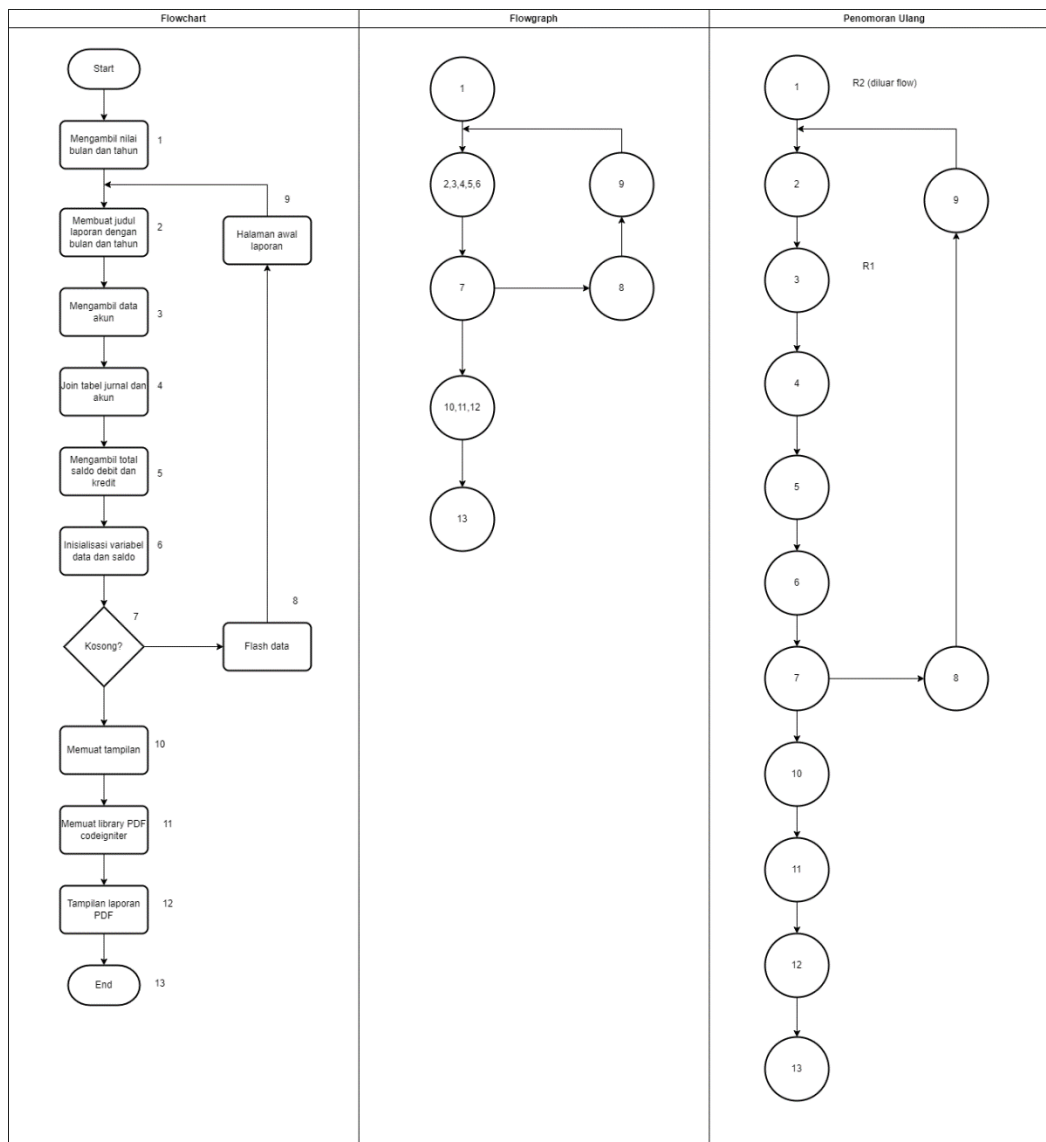 Flowchart
Start
Mengambil nilai
bulan dan tahun
1
9
Membuat judul
laporan dengan
bulan dan tahun
2
Halaman awal
laporan
Mengambil data
akun
3
Join tabel jurnal dan
akun
4
Mengambil total
saldo debit dan
kredit
5
Inisialisasi variabel
data dan saldo
6
7
8
Kosong?
Flash data
Memuat tampilan
10
Memuat library PDF
codeigniter
11
Tampilan laporan
PDF
12
End
13
Flowgraph
1
2,3,4,5,6
9
7
8
10,11,12
13
Penomoran Ulang
1
R2 (diluar flow)
2
9
R1
3
4
5
6
7
8
10
11
12
13